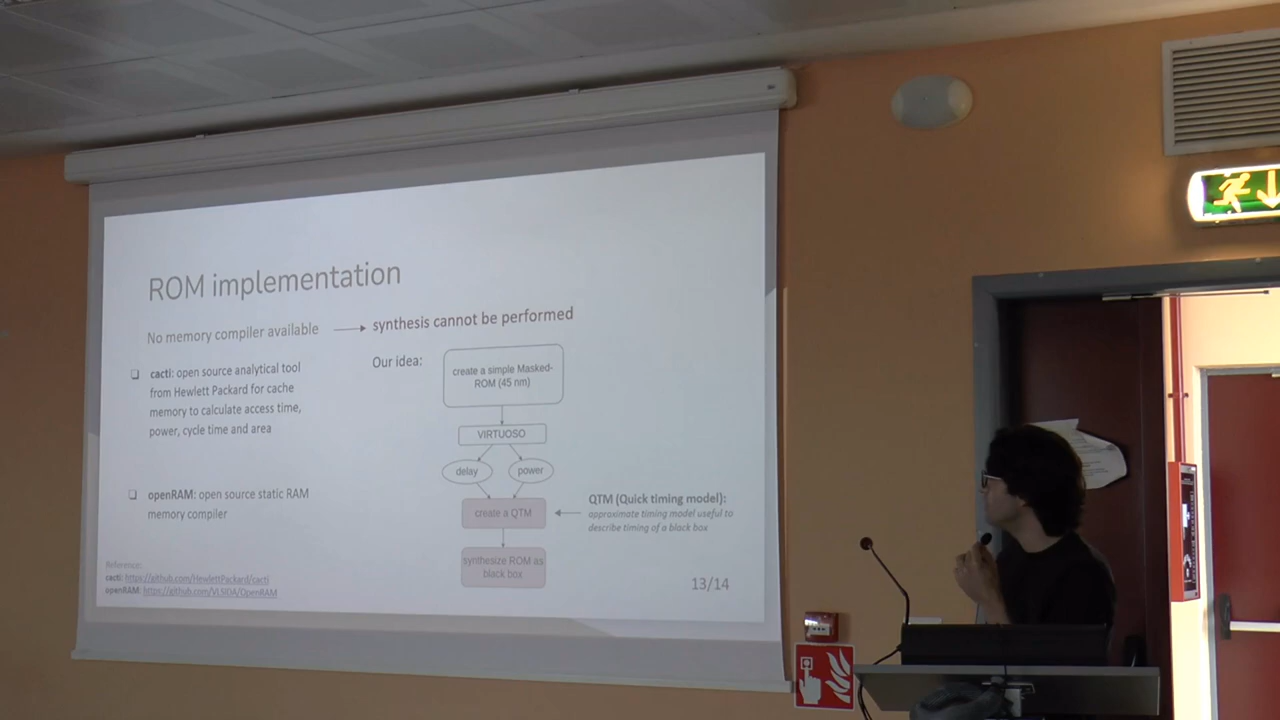 ROM implementation
No memory compiler available
synthesis cannot be performed
❑ cacti: open source analytical tool
from Hewlett Packard for cache
memory to calculate access time,
power, cycle time and area
❑ openRAM: open source static RAM
memory compiler
Our idea:
create a simple Masked-
ROM (45 nm)
VIRTUOSO
delay
power
create a QTM
synthesize ROM as
black box
QTM (Quick timing model):
approximate timing model useful to
describe timing of a black box
Reference:
cacti: https://github.com/HewlettPackard/cacti
openRAM: https://github.com/VLSIDA/OpenRAM
13/14